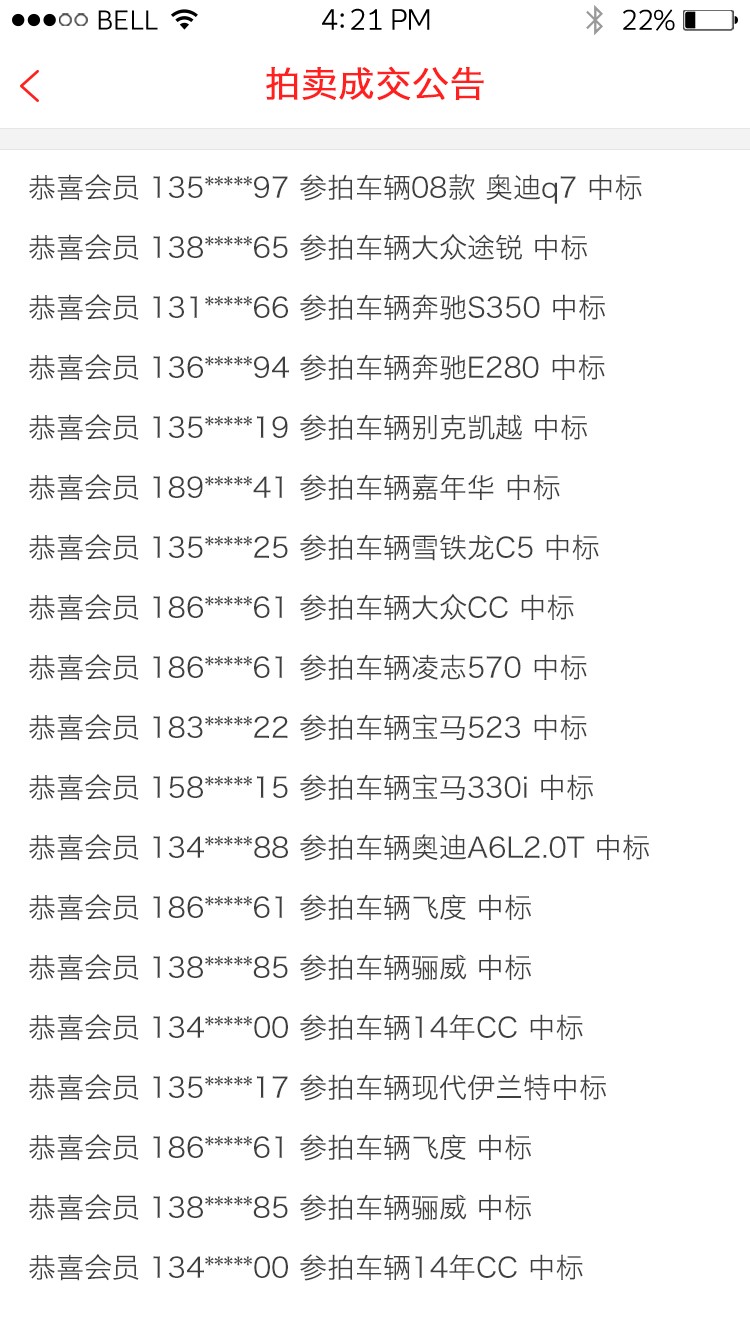 BELL 4:21 PM 22%
拍卖成交公告
恭喜会员 135*****97 参拍车辆08款 奥迪q7 中标
恭喜会员 138*****65 参拍车辆大众途锐 中标
恭喜会员 131*****66 参拍车辆奔驰S350 中标
恭喜会员 136*****94 参拍车辆奔驰E280 中标
恭喜会员 135*****19 参拍车辆别克凯越 中标
恭喜会员 189*****41 参拍车辆嘉年华 中标
恭喜会员 135*****25 参拍车辆雪铁龙C5 中标
恭喜会员 186*****61 参拍车辆大众CC 中标
恭喜会员 186*****61 参拍车辆凌志570 中标
恭喜会员 183*****22 参拍车辆宝马523 中标
恭喜会员 158*****15 参拍车辆宝马330i 中标
恭喜会员 134*****88 参拍车辆奥迪A6L2.0T 中标
恭喜会员 186*****61 参拍车辆飞度 中标
恭喜会员 138*****85 参拍车辆骊威 中标
恭喜会员 134*****00 参拍车辆14年CC 中标
恭喜会员 135*****17 参拍车辆现代伊兰特中标
恭喜会员 186*****61 参拍车辆飞度 中标
恭喜会员 138*****85 参拍车辆骊威 中标
恭喜会员 134*****00 参拍车辆14年CC 中标